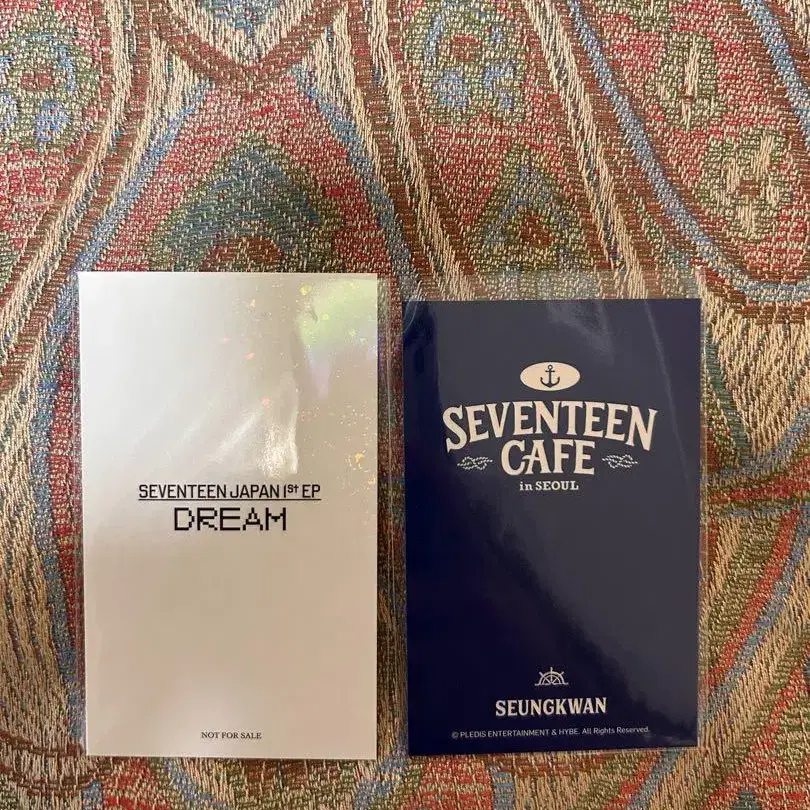 SEVENTEEN JAPAN 1st EP
DREAM
NOT FOR SALE
SEVENTEEN
CAFE
in SEOUL
SEUNGKWAN
© PLEDIS ENTERTAINMENT & HYBE. All Rights Reserved.